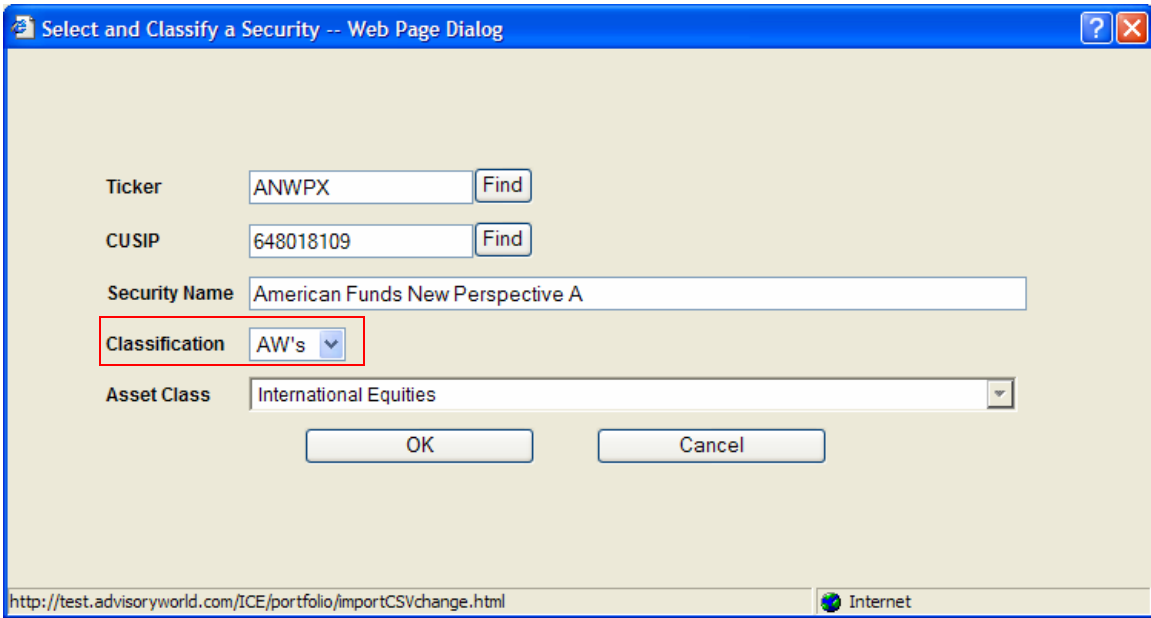 Select and Classify a Security -- Web Page Dialog ?
Ticker ANWPX Find
CUSIP 648018109 Find
Security Name American Funds New Perspective A
Classification AW's
Asset Class International Equities
OK Cancel
http://test.advisoryworld.com/ICE/portfolio/importCSVchange.html Internet